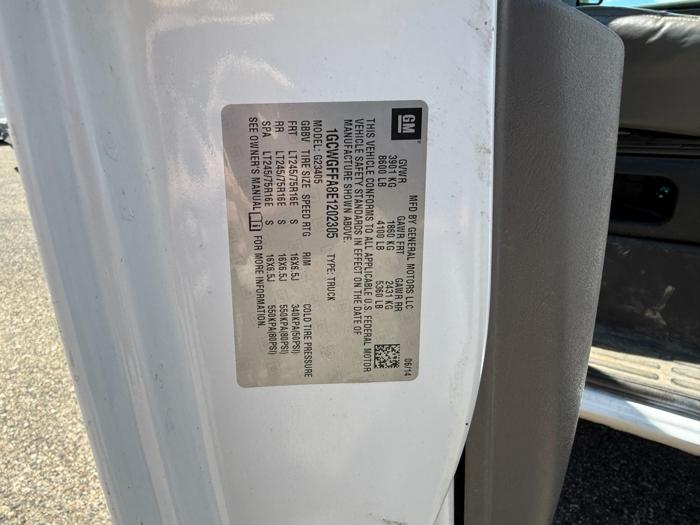 GM
MFD BY GENERAL MOTORS LLC 06/14
GVWR GAWR FRT GAWR RR
3901 KG 1860 KG 2431 KG
8600 LB 4100 LB 5360 LB
THIS VEHICLE CONFORMS TO ALL APPLICABLE U.S. FEDERAL MOTOR
VEHICLE SAFETY STANDARDS IN EFFECT ON THE DATE OF
MANUFACTURE SHOWN ABOVE.
1GCWGFFA8E1202305 TYPE: TRUCK
MODEL: G23405
GBBV TIRE SIZE SPEED RTG RIM COLD TIRE PRESSURE
FRT LT245/75R16E S 16X6.5J 340KPA(50PSI)
RR LT245/75R16E S 16X6.5J 550KPA(80PSI)
SPA LT245/75R16E S 16X6.5J 550KPA(80PSI)
SEE OWNER'S MANUAL FOR MORE INFORMATION.